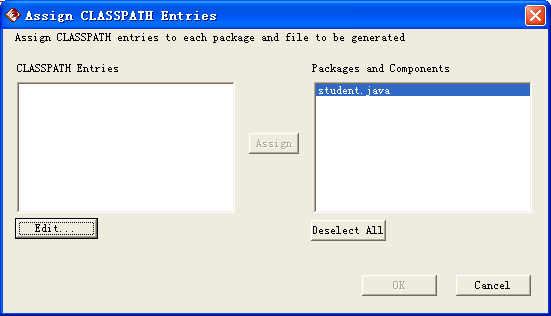 Assign CLASSPATH Entries
Assign CLASSPATH entries to each package and file to be generated
CLASSPATH Entries
Packages and Components
student.java
Assign
Edit...
Deselect All
OK
Cancel